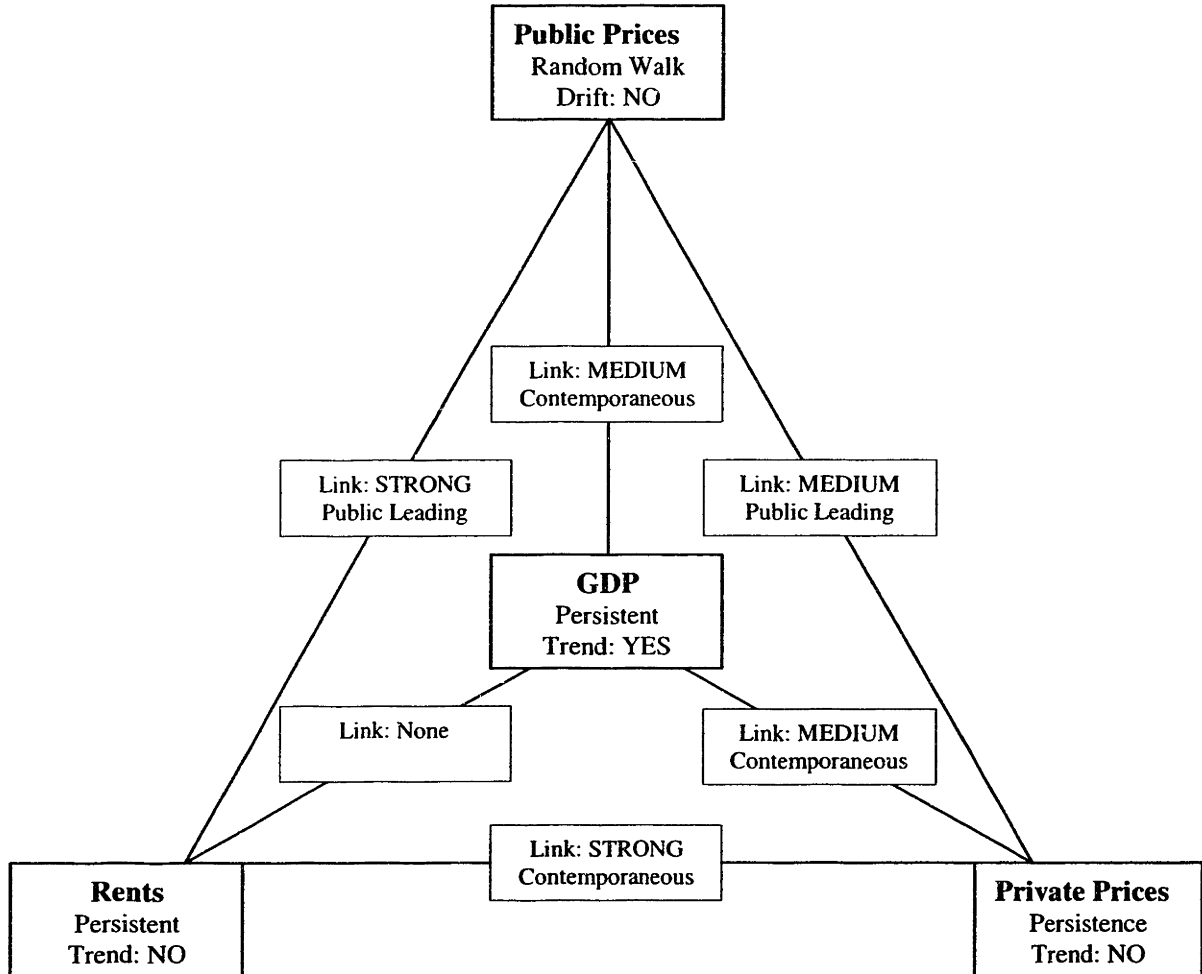 Public Prices
Random Walk
Drift: NO
Link: MEDIUM
Contemporaneous
Link: STRONG
Public Leading
Link: MEDIUM
Public Leading
GDP
Persistent
Trend: YES
Link: None
Link: MEDIUM
Contemporaneous
Link: STRONG
Contemporaneous
Rents
Persistent
Trend: NO
Private Prices
Persistence
Trend: NO